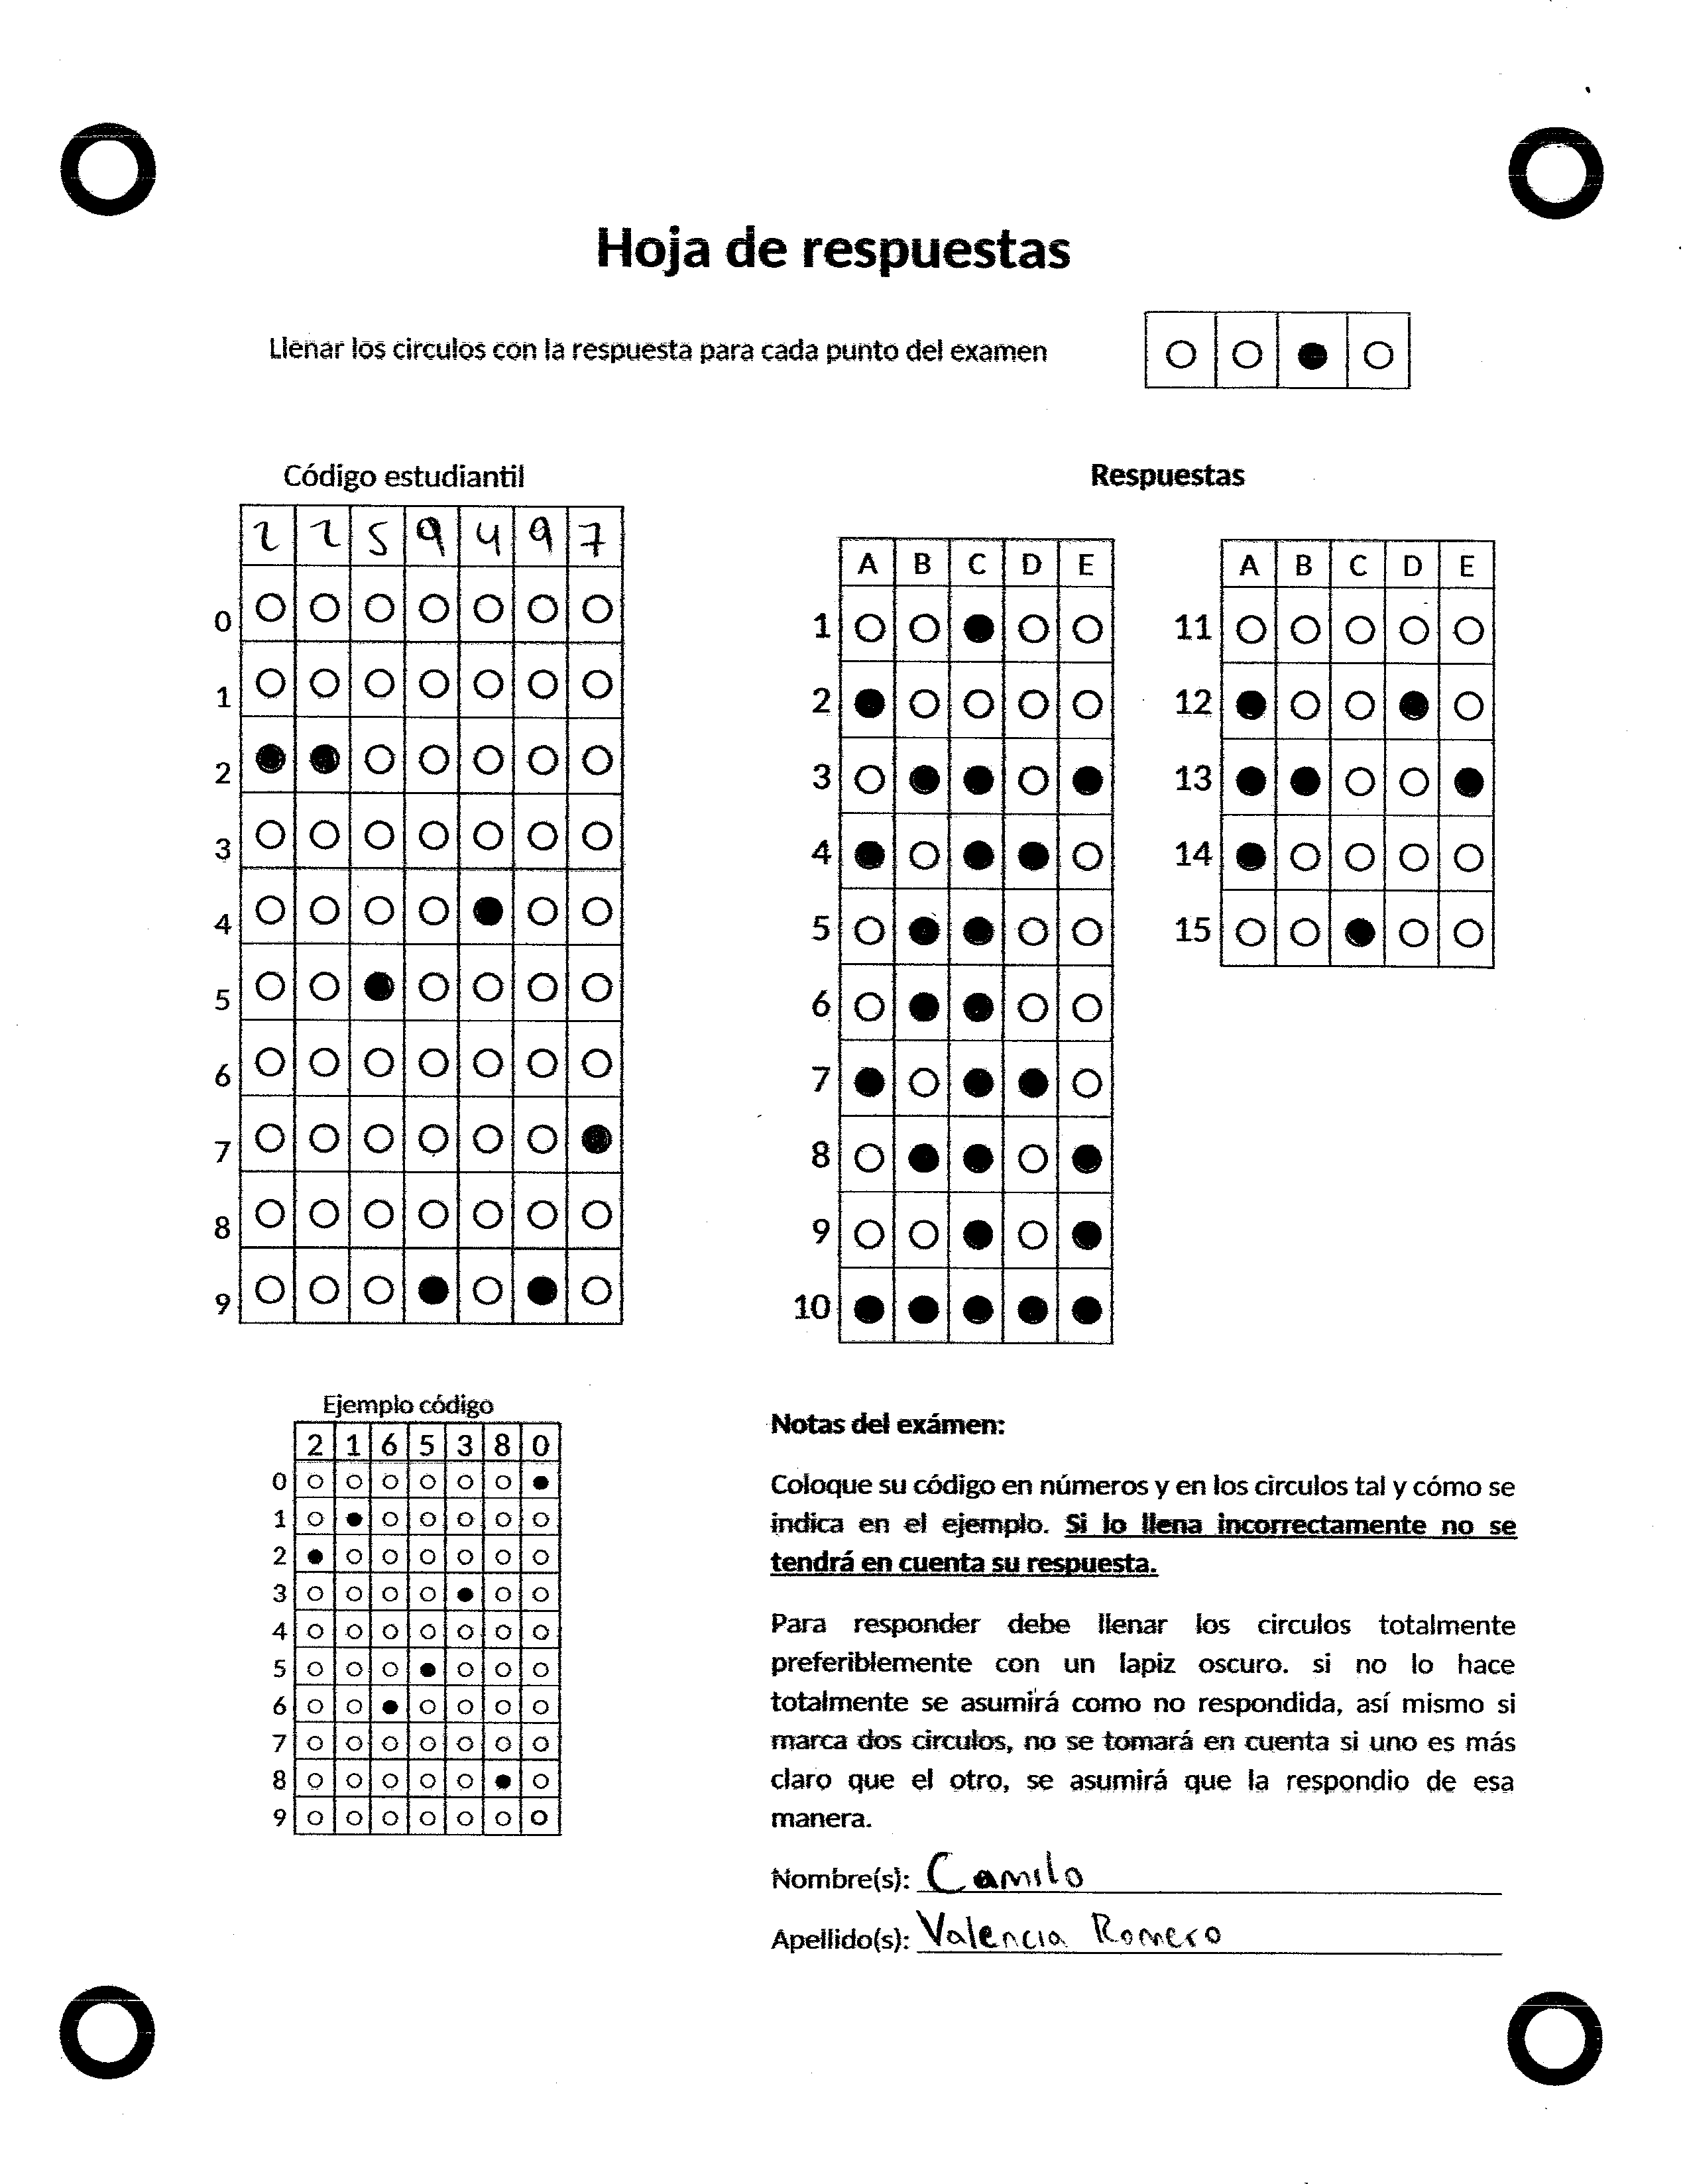 Hoja de respuestas
Llenar los circulos con la respuesta para cada punto del examen
Código estudiantil
2 2 5 9 4 9 7
0
1
2
3
4
5
6
7
8
9
Respuestas
A B C D E
1
2
3
4
5
6
7
8
9
10
A B C D E
11
12
13
14
15
Ejemplo código
2 1 6 5 3 8 0
0
1
2
3
4
5
6
7
8
9
Notas del exámen:
Coloque su código en números y en los circulos tal y cómo se
indica en el ejemplo. Si lo llena incorrectamente no se
tendrá en cuenta su respuesta.
Para responder debe llenar los circulos totalmente
preferiblemente con un lapiz oscuro. si no lo hace
totalmente se asumirá como no respondida, así mismo si
marca dos circulos, no se tomará en cuenta si uno es más
claro que el otro, se asumirá que la respondio de esa
manera.
Nombre(s): Camilo
Apellido(s): Valencia Romero